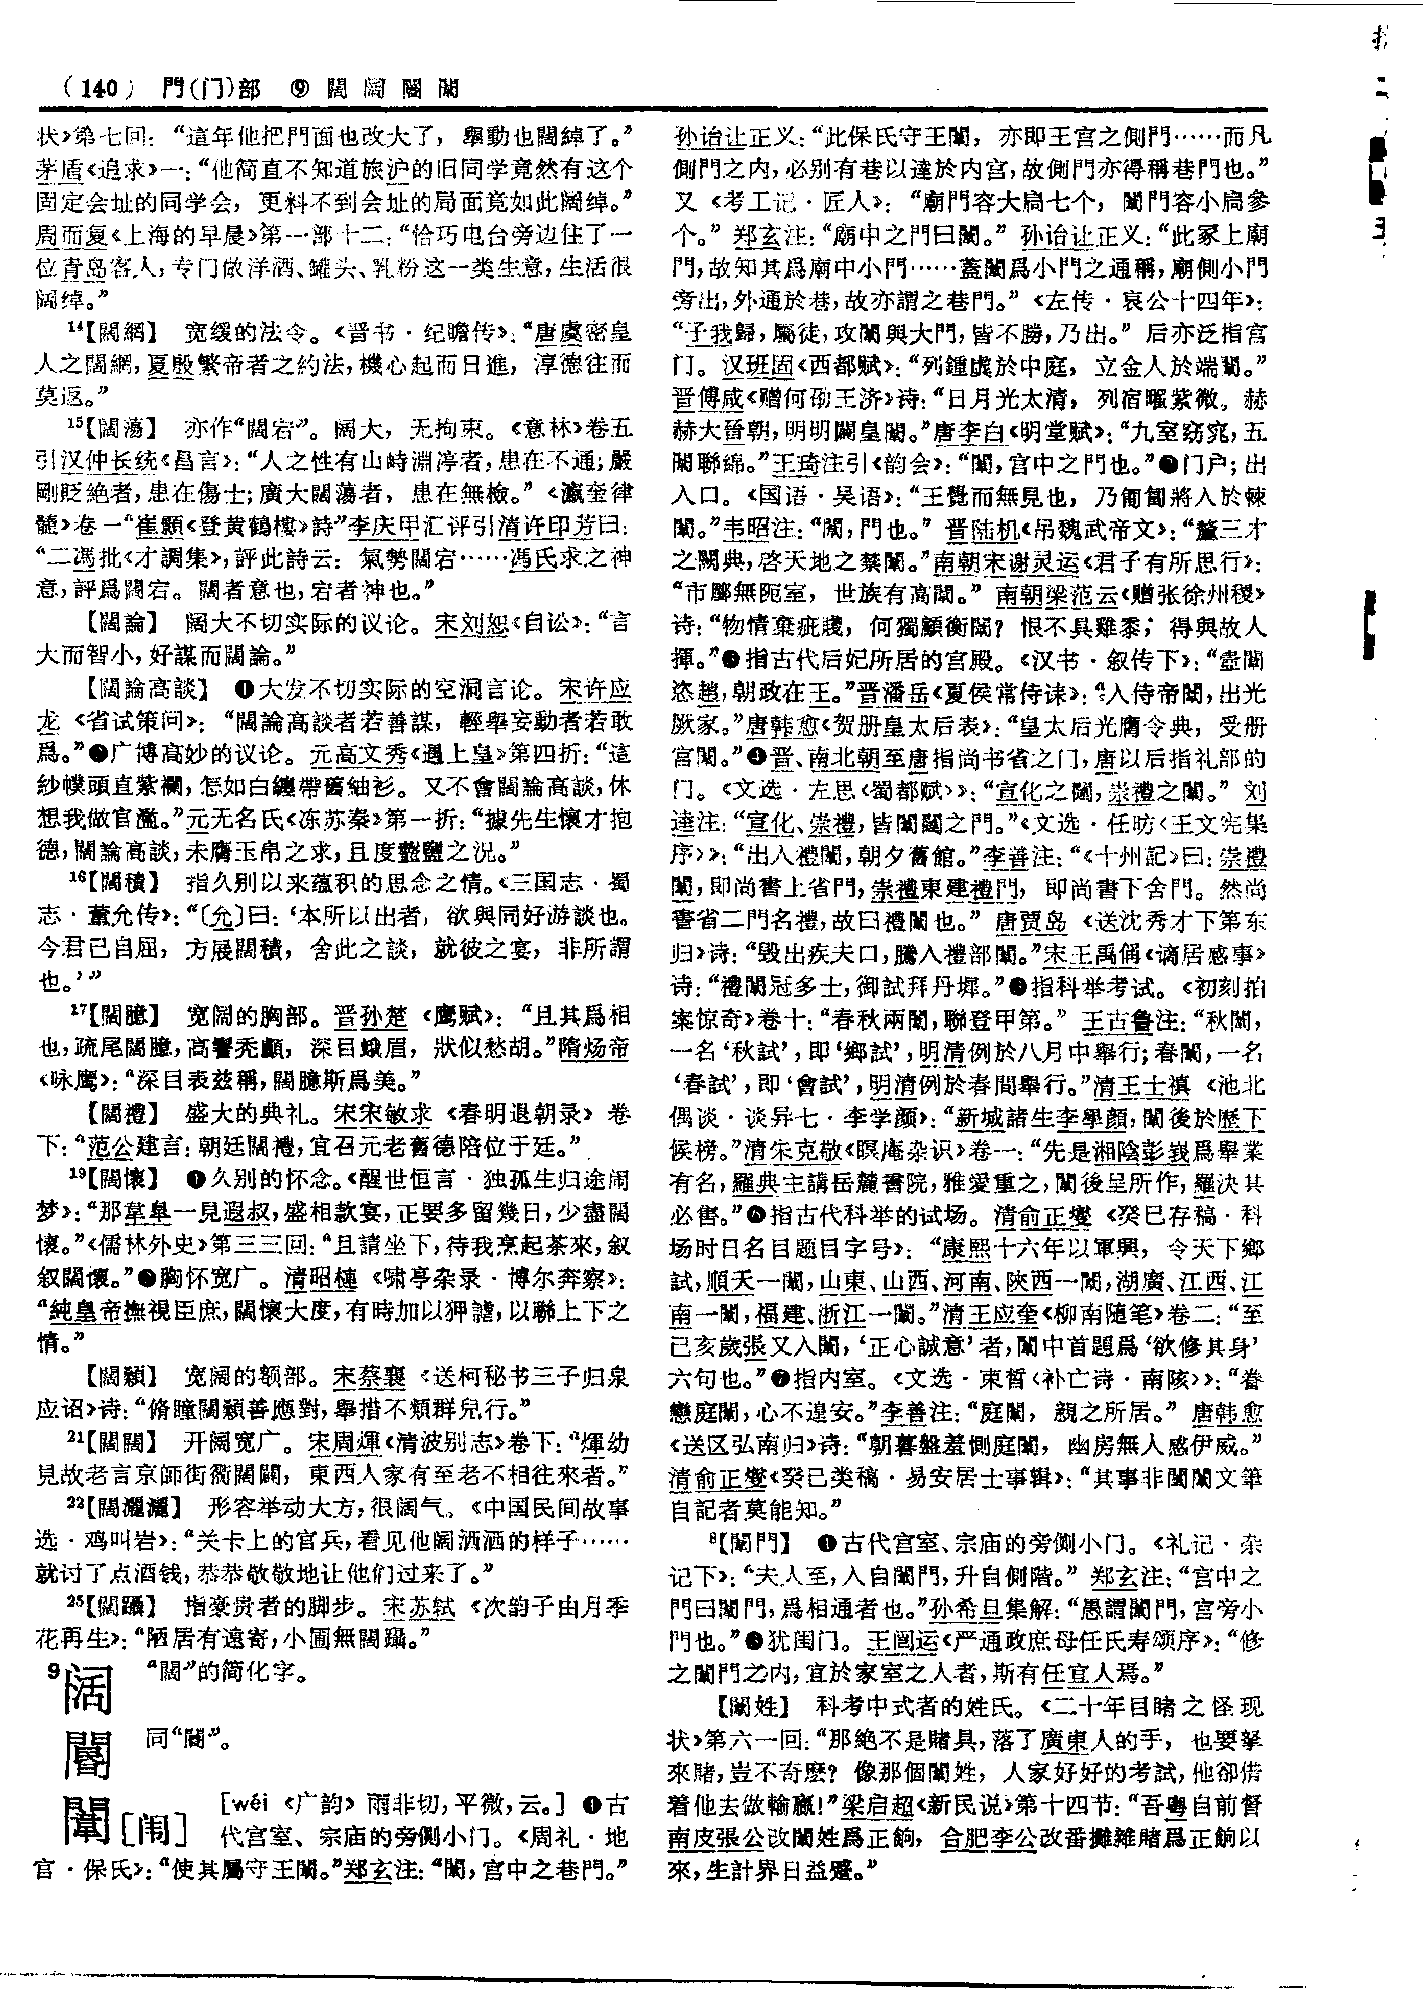 （140） 門(门)部 ⑨ 闊 阔 闇 闈
状》第七回：“這年他把門面也改大了，舉動也闊綽了。”
茅盾《追求》一：“他简直不知道旅沪的旧同学竟然有这个
固定会址的同学会，更料不到会址的局面竟如此阔绰。”
周而复《上海的早晨》第一部十二：“恰巧电台旁边住了一
位青岛客人，专门做洋酒、罐头、乳粉这一类生意，生活很
阔绰。”
14【闊網】 宽缓的法令。《晋书·纪瞻传》：“唐虞密皇
人之闊網，夏殷繁帝者之約法，機心起而日進，淳德往而
莫返。”
15【闊蕩】 亦作“闊宕”。阔大，无拘束。《意林》卷五
引汉仲长统《昌言》：“人之性有山峙淵渟者，患在不通；嚴
剛貶絶者，患在傷士；廣大闊蕩者，患在無檢。”《瀛奎律
髓》卷一“崔顥《登黄鶴樓》詩”李庆甲汇评引清许印芳曰：
“二馮批《才調集》，評此詩云：氣勢闊宕……冯氏求之神
意，評爲闊宕。闊者意也，宕者神也。”
【闊論】 阔大不切实际的议论。宋刘恕《自讼》：“言
大而智小，好謀而闊論。”
【闊論高談】 ❶大发不切实际的空洞言论。宋许应
龙《省试策问》：“闊論高談者若善謀，輕舉妄動者若敢
爲。”❷广博高妙的议论。元高文秀《遇上皇》第四折：“這
紗幞頭直紫襴，怎如白纏帶舊紬衫。又不會闊論高談，休
想我做官濫。”元无名氏《冻苏秦》第一折：“據先生懷才抱
德，闊論高談，未膺玉帛之求，且度虀鹽之況。”
16【闊積】 指久别以来蕴积的思念之情。《三国志·蜀
志·董允传》：“〔允〕曰：‘本所以出者，欲與同好游談也。
今君已自屈，方展闊積，舍此之談，就彼之宴，非所謂
也。’”
17【闊臆】 宽阔的胸部。晋孙楚《鹰赋》：“且其爲相
也，疏尾闊臆，高髻秃顱，深目蛾眉，狀似愁胡。”隋炀帝
《咏鹰》：“深目表兹稱，闊臆斯爲美。”
【闊禮】 盛大的典礼。宋宋敏求《春明退朝录》卷
下：“范公建言：朝廷闊禮，宜召元老舊德陪位于廷。”
19【闊懷】 ❶久别的怀念。《醒世恒言·独孤生归途闹
梦》：“那韋皋一見遐叔，盛相款宴，正要多留幾日，少盡闊
懷。”《儒林外史》第三三回：“且請坐下，待我烹起茶來，叙
叙闊懷。”❷胸怀宽广。清昭槤《啸亭杂录·博尔奔察》：
“純皇帝撫視臣庶，闊懷大度，有時加以狎謔，以聯上下之
情。”
【闊顙】 宽阔的额部。宋蔡襄《送柯秘书三子归泉
应诏》诗：“脩瞳闊顙善應對，舉措不類群兒行。”
21【闊闢】 开阔宽广。宋周煇《清波别志》卷下：“煇幼
見故老言京師街衢闊闢，東西人家有至老不相往來者。”
22【闊灑灑】 形容举动大方，很阔气。《中国民间故事
选·鸡叫岩》：“关卡上的官兵，看见他阔洒洒的样子……
就讨了点酒钱，恭恭敬敬地让他们过来了。”
25【闊躡】 指豪贵者的脚步。宋苏轼《次韵子由月季
花再生》：“陋居有遠寄，小圃無闊躡。”
9阔 “闊”的简化字。
闇 同“闇”。
闈[闱] [wéi 《广韵》雨非切，平微，云。] ❶古
代宫室、宗庙的旁侧小门。《周礼·地
官·保氏》：“使其屬守王闈。”郑玄注：“闈，宫中之巷門。”
孙诒让正义：“此保氏守王闈，亦即王宫之側門……而凡
側門之内，必别有巷以達於内宫，故側門亦得稱巷門也。”
又《考工记·匠人》：“廟門容大扃七个，闈門容小扃參
个。”郑玄注：“廟中之門曰闈。”孙诒让正义：“此冡上廟
門，故知其爲廟中小門……蓋闈爲小門之通稱，廟側小門
旁出，外通於巷，故亦謂之巷門。”《左传·哀公十四年》：
“子我歸，屬徒，攻闈與大門，皆不勝，乃出。”后亦泛指宫
门。汉班固《西都赋》：“列鍾虡於中庭，立金人於端闈。”
晋傅咸《赠何劭王济》诗：“日月光太清，列宿曜紫微。赫
赫大晉朝，明明闢皇闈。”唐李白《明堂赋》：“九室窈窕，五
闈聯綿。”王琦注引《韵会》：“闈，宫中之門也。”❷门户；出
入口。《国语·吴语》：“王覺而無見也，乃匍匐將入於棘
闈。”韦昭注：“闈，門也。”晋陆机《吊魏武帝文》：“釐三才
之闕典，啓天地之禁闈。”南朝宋谢灵运《君子有所思行》：
“市鄽無阨室，世族有高闈。”南朝梁范云《赠张徐州稷》
诗：“物情棄疵賤，何獨顧衡闈？恨不具雞黍，得與故人
揮。”❸指古代后妃所居的宫殿。《汉书·叙传下》：“晝閨
恣趙，朝政在王。”晋潘岳《夏侯常侍诔》：“入侍帝闈，出光
厥家。”唐韩愈《贺册皇太后表》：“皇太后光膺令典，受册
宫闈。”❹晋、南北朝至唐指尚书省之门，唐以后指礼部的
门。《文选·左思〈蜀都赋〉》：“宣化之闥，崇禮之闈。”刘
逵注：“宣化、崇禮，皆闈闥之門。”《文选·任昉〈王文宪集
序〉》：“出入禮闈，朝夕舊館。”李善注：“《十州記》曰：崇禮
闈，即尚書上省門，崇禮東建禮門，即尚書下舍門。然尚
書省二門名禮，故曰禮闈也。”唐贾岛《送沈秀才下第东
归》诗：“毁出疾夫口，騰入禮部闈。”宋王禹偁《谪居感事》
诗：“禮闈冠多士，御試拜丹墀。”❺指科举考试。《初刻拍
案惊奇》卷十：“春秋兩闈，聯登甲第。”王古鲁注：“秋闈，
一名‘秋試’，即‘鄉試’，明清例於八月中舉行；春闈，一名
‘春試’，即‘會試’，明清例於春間舉行。”清王士禛《池北
偶谈·谈异七·李学颜》：“新城諸生李學顔，闈後於歷下
候榜。”清朱克敬《暝庵杂识》卷一：“先是湘陰彭峩爲舉業
有名，羅典主講岳麓書院，雅愛重之，闈後呈所作，羅決其
必售。”❻指古代科举的试场。清俞正燮《癸巳存稿·科
场时日名目题目字号》：“康熙十六年以軍興，令天下鄉
試，順天一闈，山東、山西、河南、陝西一闈，湖廣、江西、江
南一闈，福建、浙江一闈。”清王应奎《柳南随笔》卷二：“至
己亥歲張又入闈，‘正心誠意’者，闈中首題爲‘欲修其身’
六句也。”❼指内室。《文选·束皙〈补亡诗·南陔〉》：“眷
戀庭闈，心不遑安。”李善注：“庭闈，親之所居。”唐韩愈
《送区弘南归》诗：“朝暮盤羞惻庭闈，幽房無人感伊威。”
清俞正燮《癸巳类稿·易安居士事辑》：“其事非閨闈文筆
自記者莫能知。”
8【闈門】 ❶古代宫室、宗庙的旁侧小门。《礼记·杂
记下》：“夫人至，入自闈門，升自側階。”郑玄注：“宫中之
門曰闈門，爲相通者也。”孙希旦集解：“愚謂闈門，宫旁小
門也。”❷犹闺门。王闿运《严通政庶母任氏寿颂序》：“修
之闈門之内，宜於家室之人者，斯有任宜人焉。”
【闈姓】 科考中式者的姓氏。《二十年目睹之怪现
状》第六一回：“那絶不是賭具，落了廣東人的手，也要拏
來賭，豈不奇麽？像那個闈姓，人家好好的考試，他卻借
着他去做輸贏！”梁启超《新民说》第十四节：“吾粵自前督
南皮張公改闈姓爲正餉，合肥李公改番攤雜賭爲正餉以
來，生計界日益蹙。”